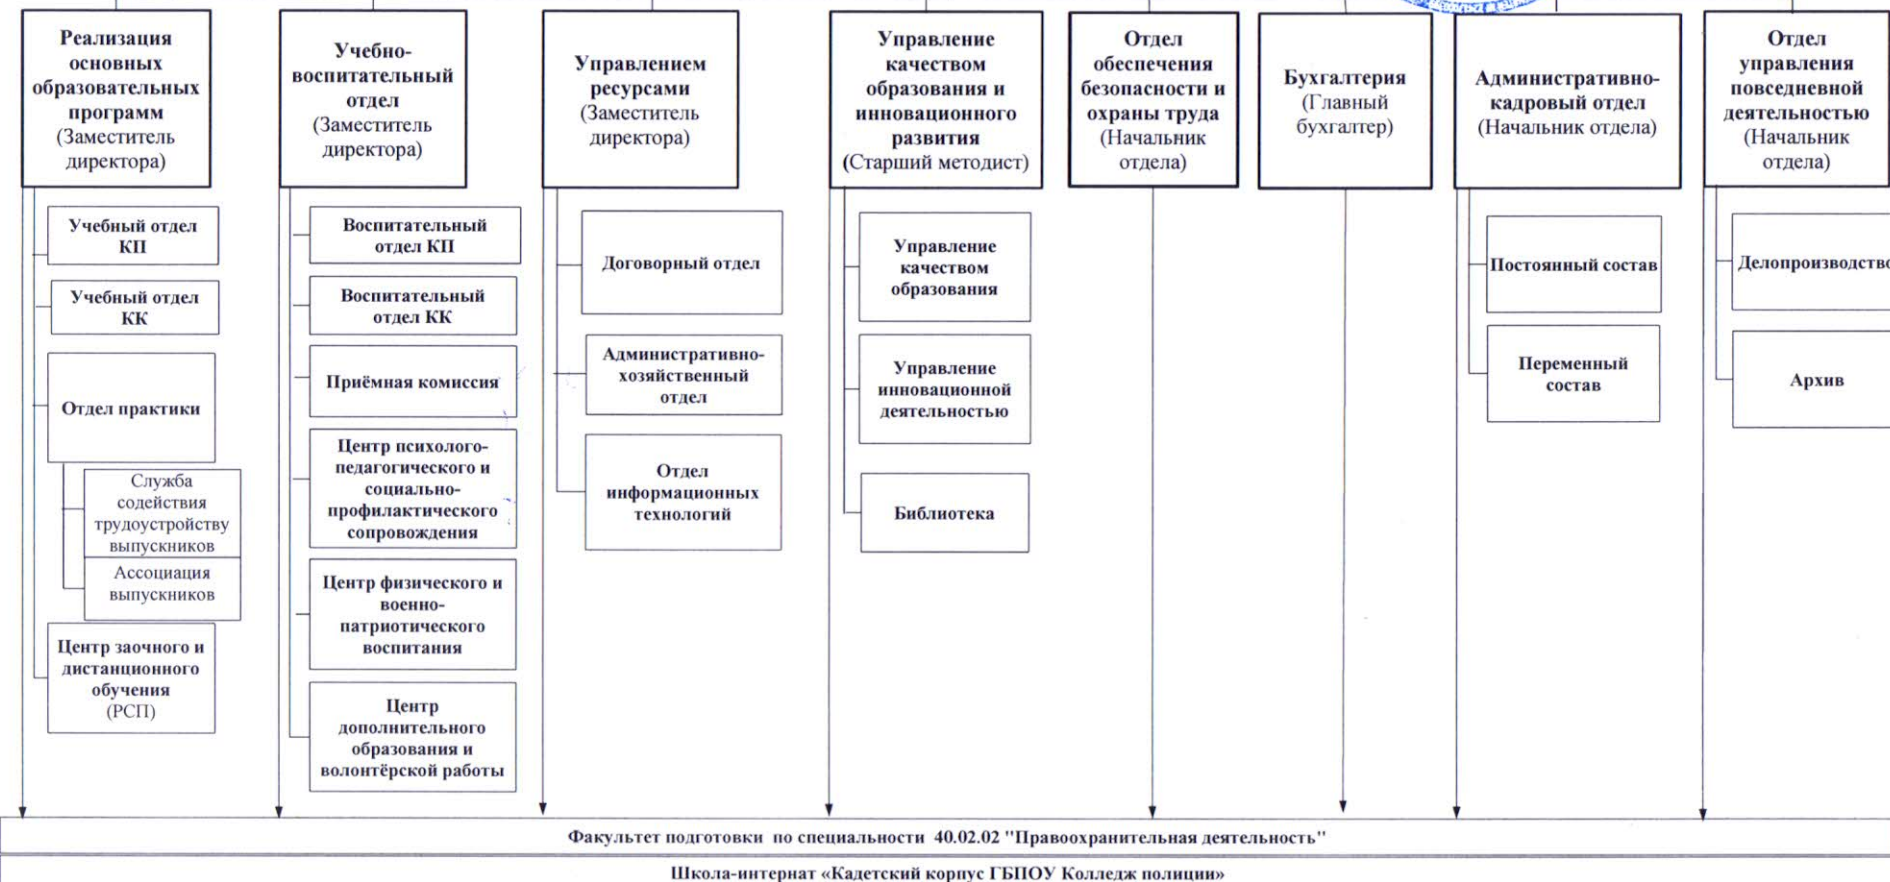 Реализация
основных
образовательных
программ
(Заместитель
директора)
Учебный отдел
КП
Учебный отдел
КК
Отдел практики
Служба
содействия
трудоустройству
выпускников
Ассоциация
выпускников
Центр заочного и
дистанционного
обучения
(РСП)
Учебно-
воспитательный
отдел
(Заместитель
директора)
Воспитательный
отдел КП
Воспитательный
отдел КК
Приёмная комиссия
Центр психолого-
педагогического и
социально-
профилактического
сопровождения
Центр физического и
военно-
патриотического
воспитания
Центр
дополнительного
образования и
волонтёрской работы
Управлением
ресурсами
(Заместитель
директора)
Договорный отдел
Административно-
хозяйственный
отдел
Отдел
информационных
технологий
Управление
качеством
образования и
инновационного
развития
(Старший методист)
Управление
качеством
образования
Управление
инновационной
деятельностью
Библиотека
Отдел
обеспечения
безопасности и
охраны труда
(Начальник
отдела)
Бухгалтерия
(Главный
бухгалтер)
Административно-
кадровый отдел
(Начальник отдела)
Постоянный состав
Переменный
состав
Отдел
управления
повседневной
деятельностью
(Начальник
отдела)
Делопроизводство
Архив
Факультет подготовки по специальности 40.02.02 "Правоохранительная деятельность"
Школа-интернат «Кадетский корпус ГБПОУ Колледж полиции»